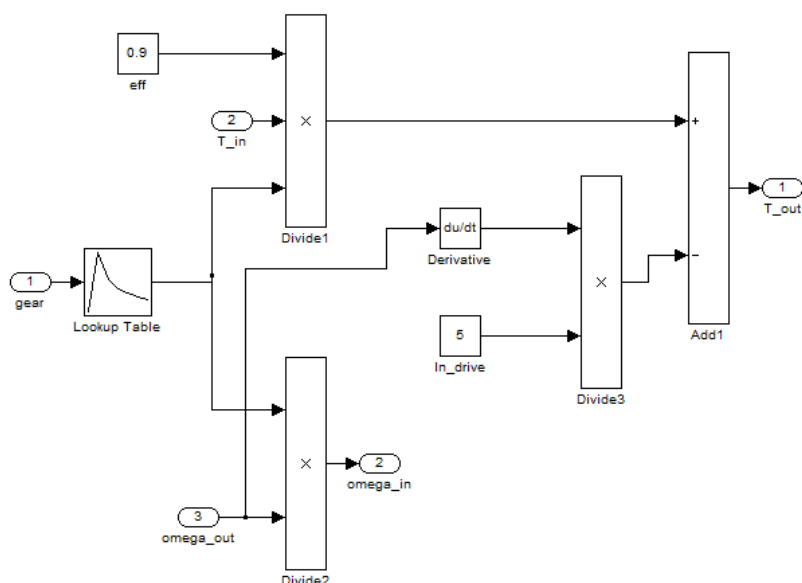 0.9
eff
2
T_in
×
Divide1
+
1
T_out
du/dt
Derivative
1
gear
Lookup Table
×
−
5
In_drive
Divide3
Add1
×
2
omega_in
3
omega_out
Divide2